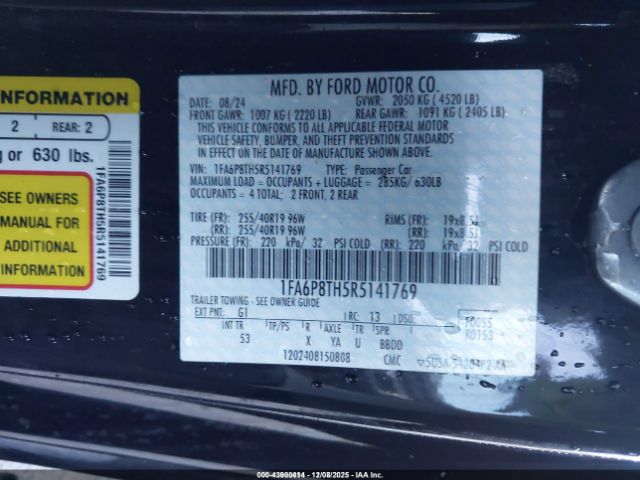 INFORMATION
2 REAR: 2
or 630 lbs.
SEE OWNERS
MANUAL FOR
ADDITIONAL
INFORMATION
1FA6P8TH5R5141769
MFD. BY FORD MOTOR CO.
DATE: 08/24 GVWR: 2050 KG (4520 LB)
FRONT GAWR: 1007 KG (2220 LB) REAR GAWR: 1091 KG (2405 LB)
THIS VEHICLE CONFORMS TO ALL APPLICABLE FEDERAL MOTOR
VEHICLE SAFETY, BUMPER, AND THEFT PREVENTION STANDARDS
IN EFFECT ON THE DATE OF MANUFACTURE SHOWN ABOVE.
VIN: 1FA6P8TH5R5141769 TYPE: Passenger Car
MAXIMUM LOAD = OCCUPANTS + LUGGAGE = 285KG/ 630LB
OCCUPANTS = 4 TOTAL; 2 FRONT, 2 REAR
TIRE (FR): 255/40R19 96W RIMS (FR): 19x8.5J
(RR): 255/40R19 96W (RR): 19x8.5J
PRESSURE (FR): 220 kPa/ 32 PSI COLD (RR): 220 kPa/ 32 PSI COLD
1FA6P8TH5R5141769
TRAILER TOWING - SEE OWNER GUIDE
EXT PNT: G1 RC: 13 DSO:
INT TR TP/PS R AXLE TR SPR
53 X YA U BBDD
1202408150808 CMC
000-43900414 - 12/08/2025 - IAA Inc.